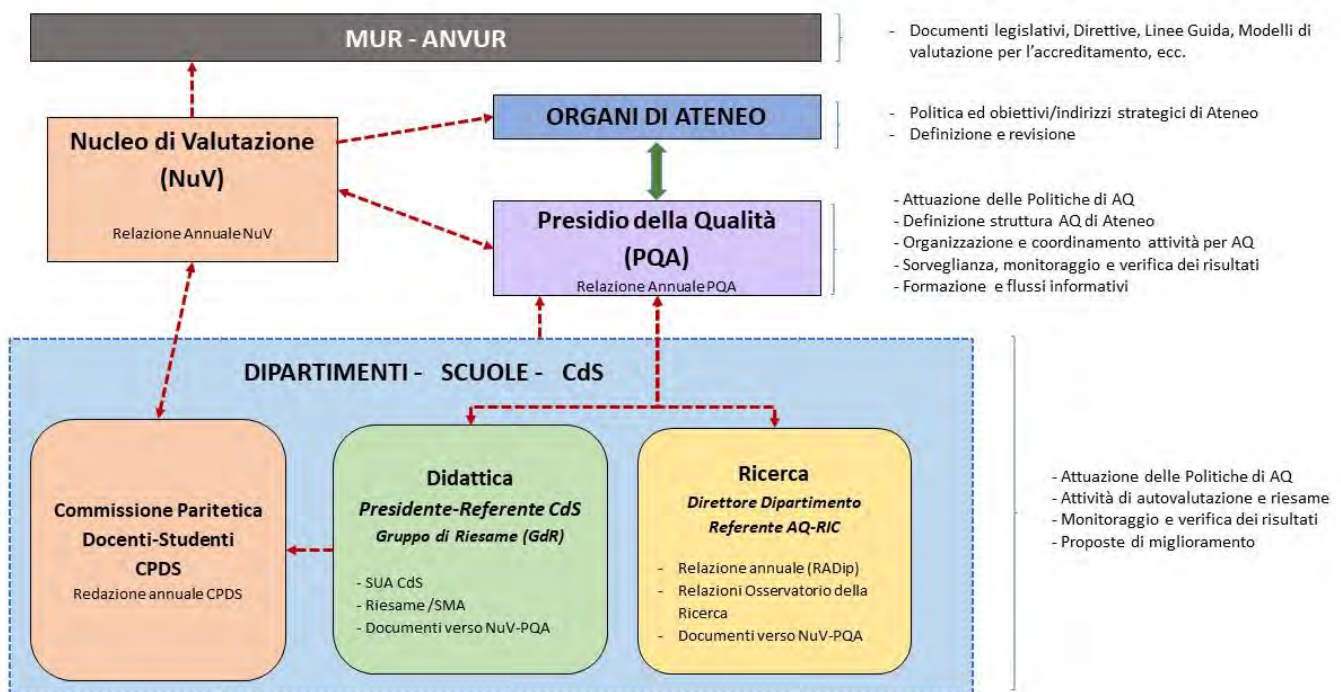 MUR - ANVUR
- Documenti legislativi, Direttive, Linee Guida, Modelli di
valutazione per l'accreditamento, ecc.
Nucleo di Valutazione
(NuV)
Relazione Annuale NuV
ORGANI DI ATENEO
- Politica ed obiettivi/indirizzi strategici di Ateneo
- Definizione e revisione
Presidio della Qualità
(PQA)
Relazione Annuale PQA
- Attuazione delle Politiche di AQ
- Definizione struttura AQ di Ateneo
- Organizzazione e coordinamento attività per AQ
- Sorveglianza, monitoraggio e verifica dei risultati
- Formazione e flussi informativi
DIPARTIMENTI - SCUOLE - CdS
Commissione Paritetica
Docenti-Studenti
CPDS
Redazione annuale CPDS
Didattica
Presidente-Referente CdS
Gruppo di Riesame (GdR)
- SUA CdS
- Riesame /SMA
- Documenti verso NuV-PQA
Ricerca
Direttore Dipartimento
Referente AQ-RIC
- Relazione annuale (RADip)
- Relazioni Osservatorio della
Ricerca
- Documenti verso NuV-PQA
- Attuazione delle Politiche di AQ
- Attività di autovalutazione e riesame
- Monitoraggio e verifica dei risultati
- Proposte di miglioramento